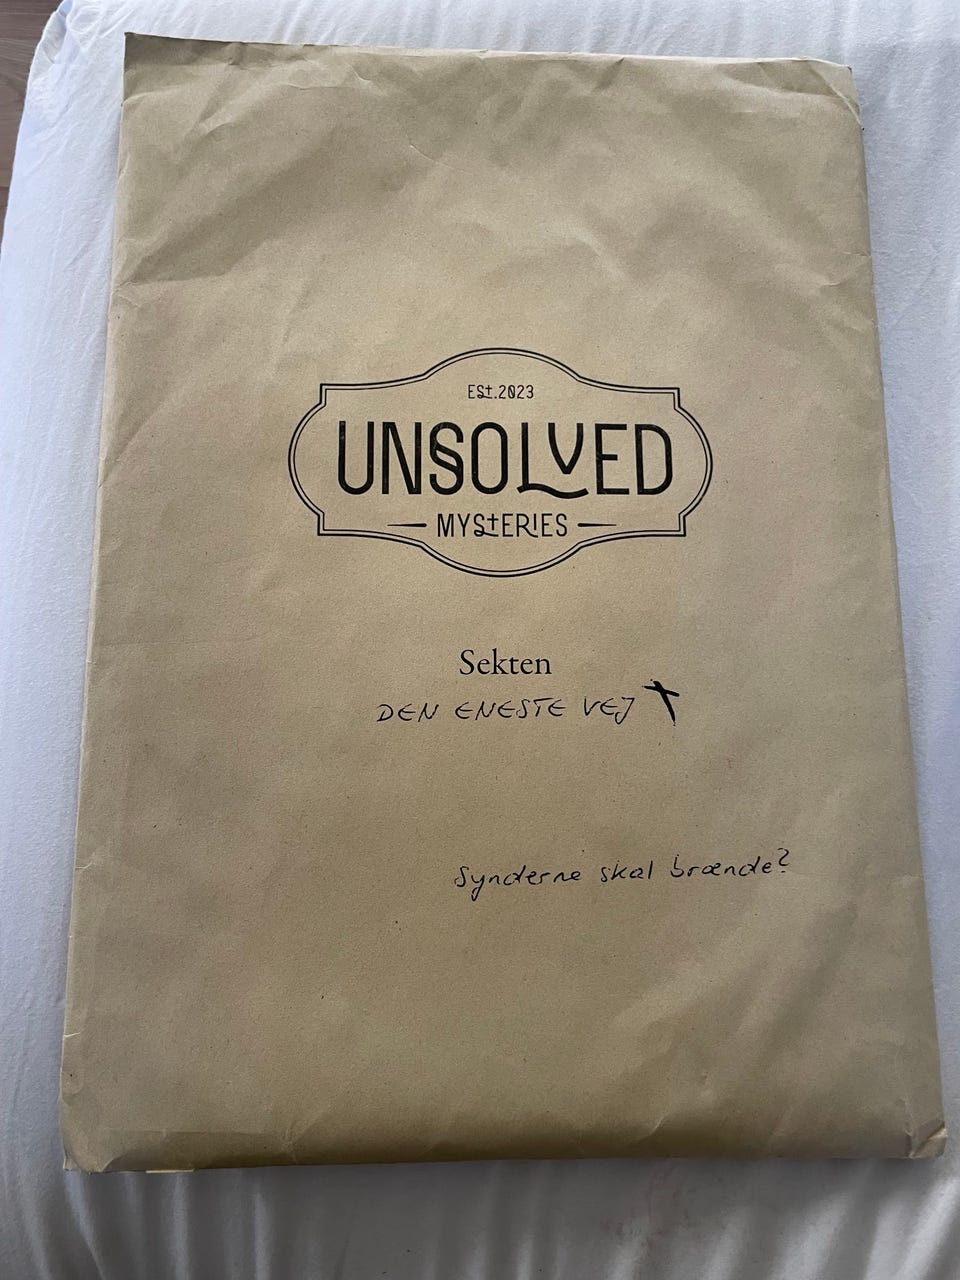 Est.2023
UNSOLVED
MYSTERIES
Sekten
DEN ENESTE VEJ
Synderne skal brænde?